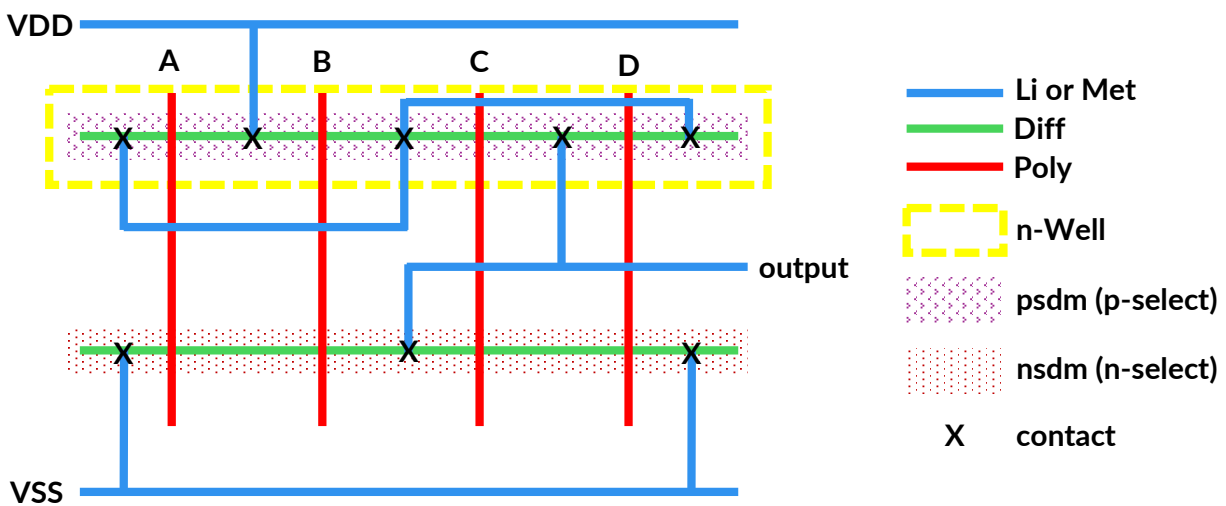 VDD
A B C D
output
VSS
Li or Met
Diff
Poly
n-Well
psdm (p-select)
nsdm (n-select)
X contact
X X X X X
X X X